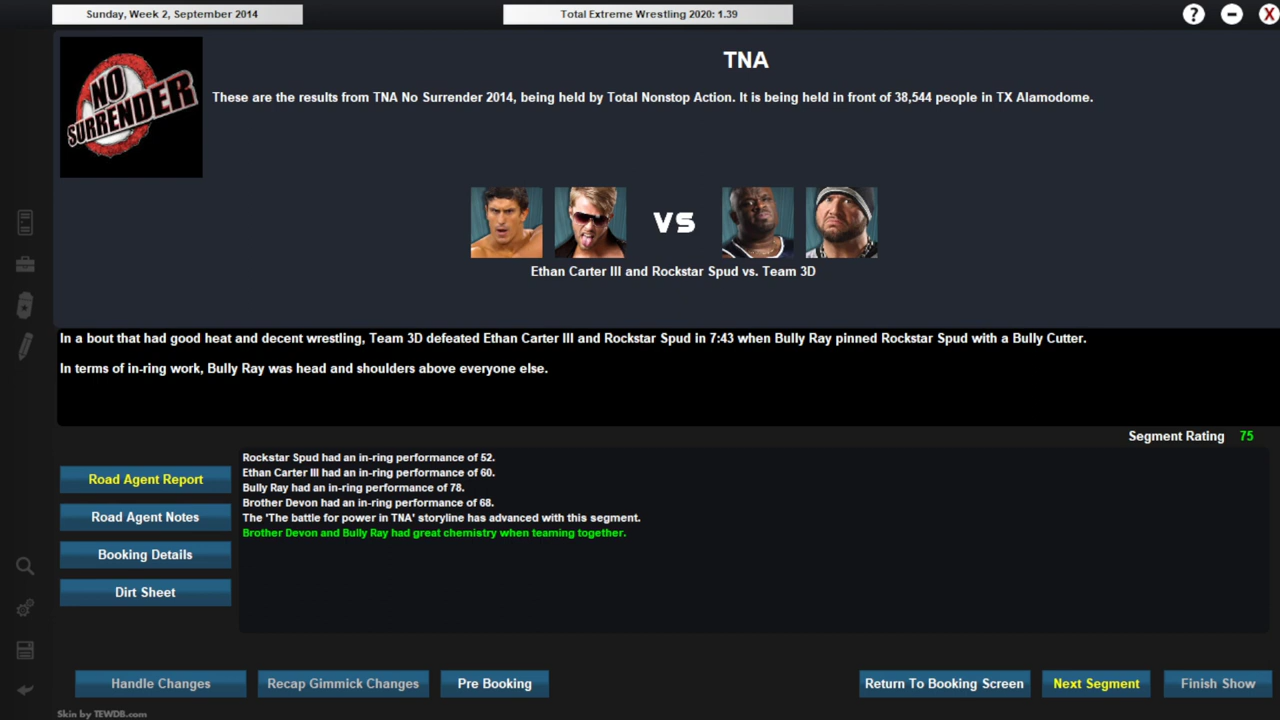 Sunday, Week 2, September 2014
Total Extreme Wrestling 2020: 1.39
?
X
NO
SURRENDER
TNA
These are the results from TNA No Surrender 2014, being held by Total Nonstop Action. It is being held in front of 38,544 people in TX Alamodome.
VS
Ethan Carter III and Rockstar Spud vs. Team 3D
In a bout that had good heat and decent wrestling, Team 3D defeated Ethan Carter III and Rockstar Spud in 7:43 when Bully Ray pinned Rockstar Spud with a Bully Cutter.
In terms of in-ring work, Bully Ray was head and shoulders above everyone else.
Segment Rating 75
Road Agent Report
Road Agent Notes
Booking Details
Dirt Sheet
Rockstar Spud had an in-ring performance of 52.
Ethan Carter III had an in-ring performance of 60.
Bully Ray had an in-ring performance of 78.
Brother Devon had an in-ring performance of 68.
The 'The battle for power in TNA' storyline has advanced with this segment.
Brother Devon and Bully Ray had great chemistry when teaming together.
Handle Changes
Recap Gimmick Changes
Pre Booking
Return To Booking Screen
Next Segment
Finish Show
Skin by TEWDB.com